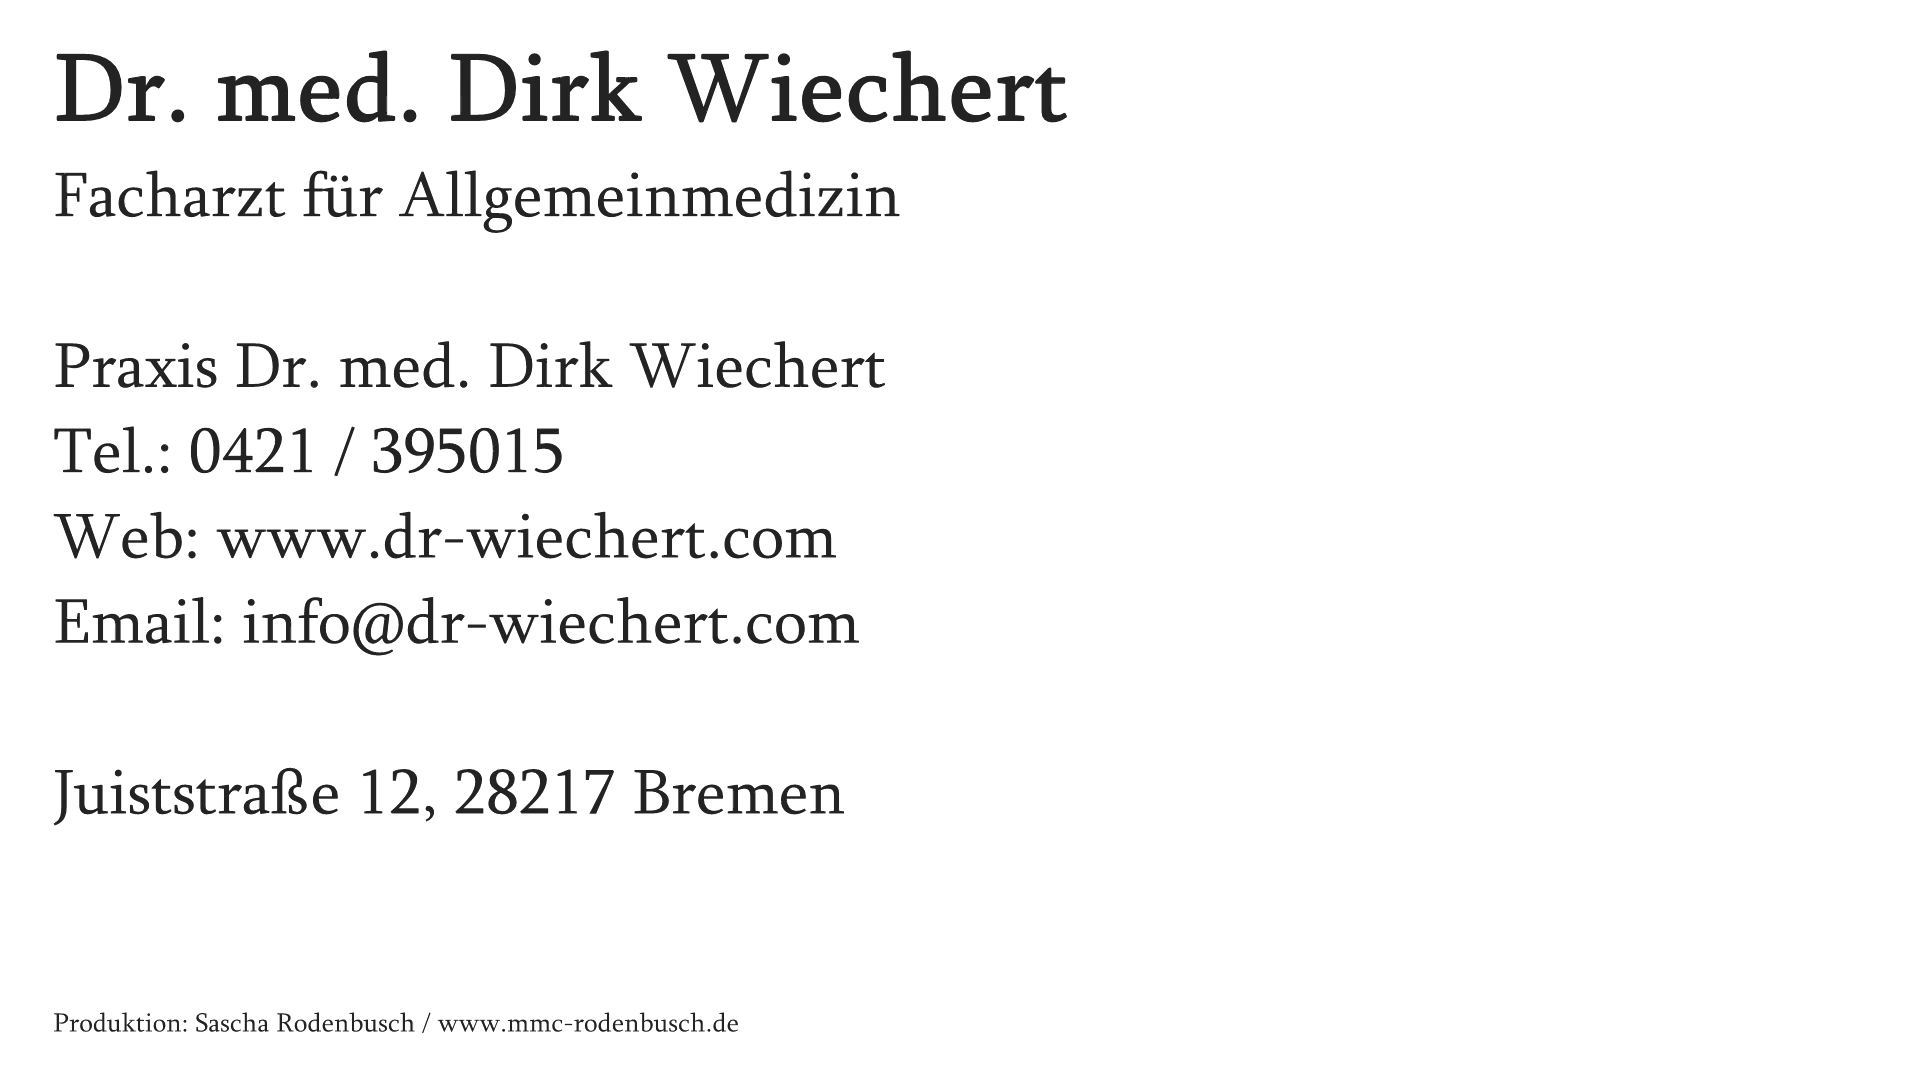 Dr. med. Dirk Wiechert
Facharzt für Allgemeinmedizin
Praxis Dr. med. Dirk Wiechert
Tel.: 0421 / 395015
Web: www.dr-wiechert.com
Email: info@dr-wiechert.com
Juiststraße 12, 28217 Bremen
Produktion: Sascha Rodenbusch / www.mmc-rodenbusch.de